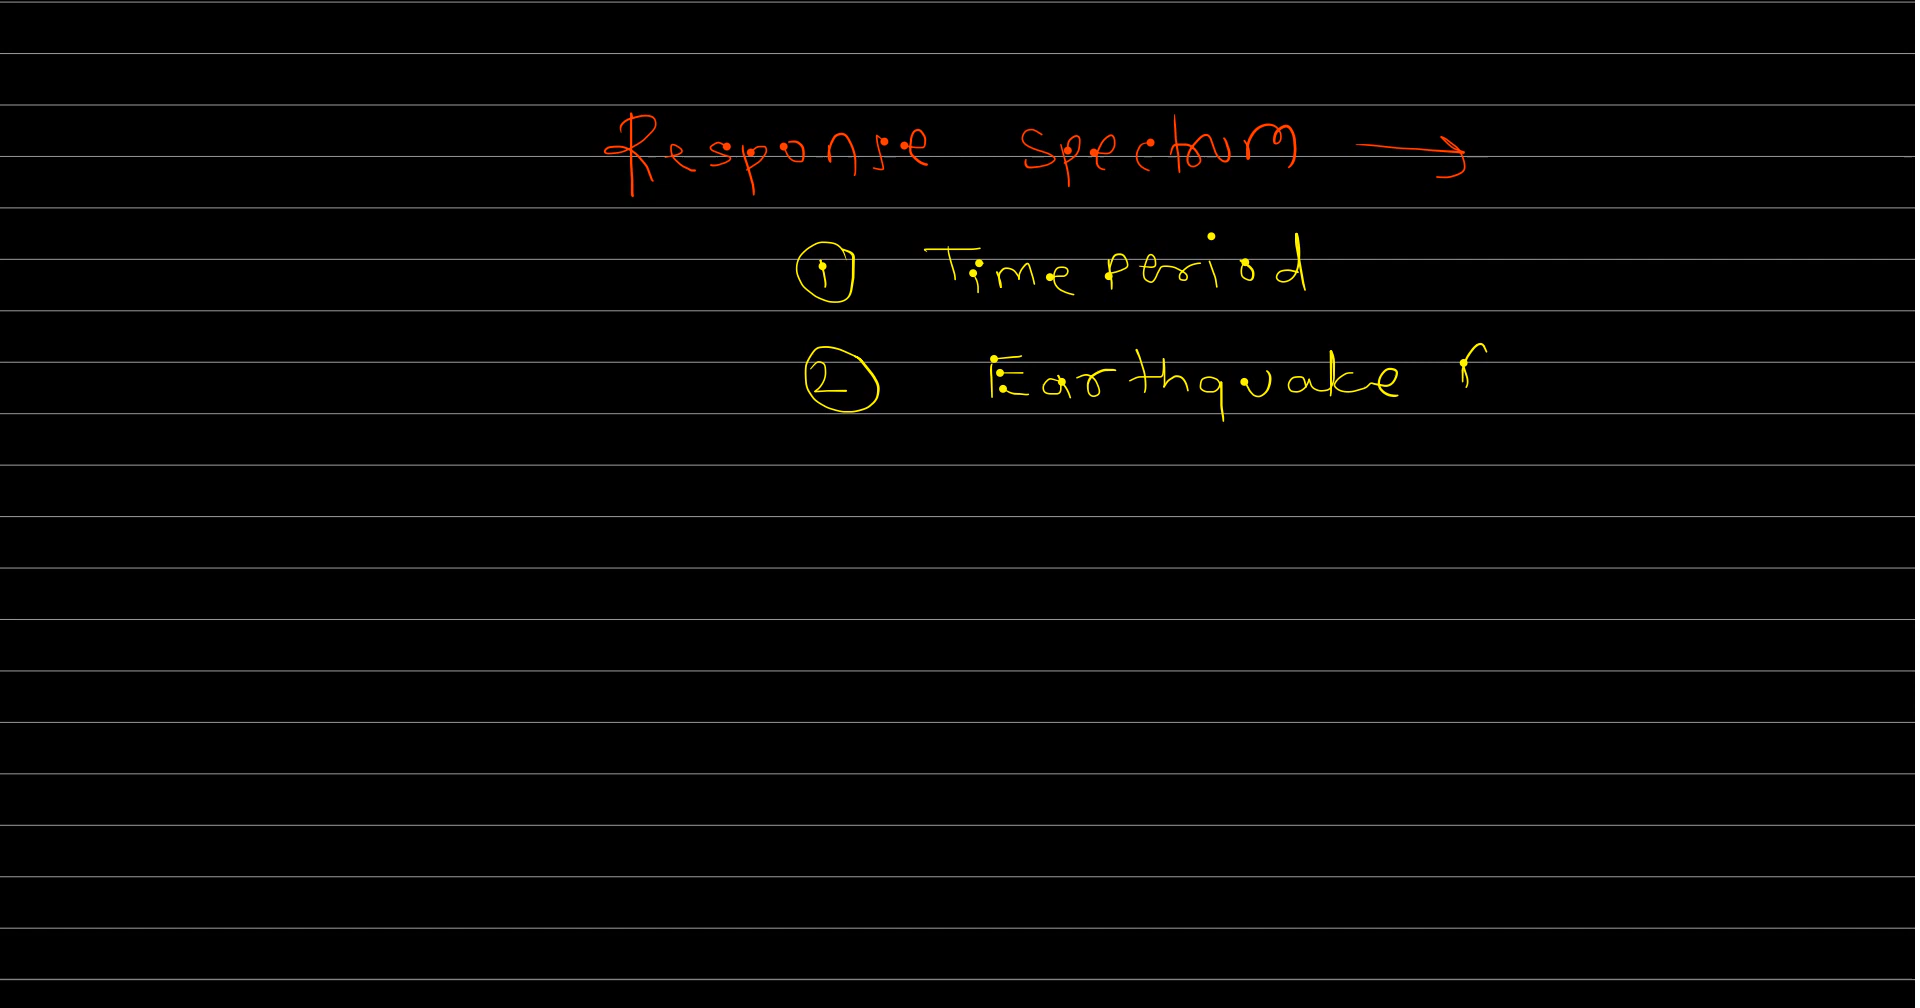 Response Spectrum →
① Time period
② Earthquake